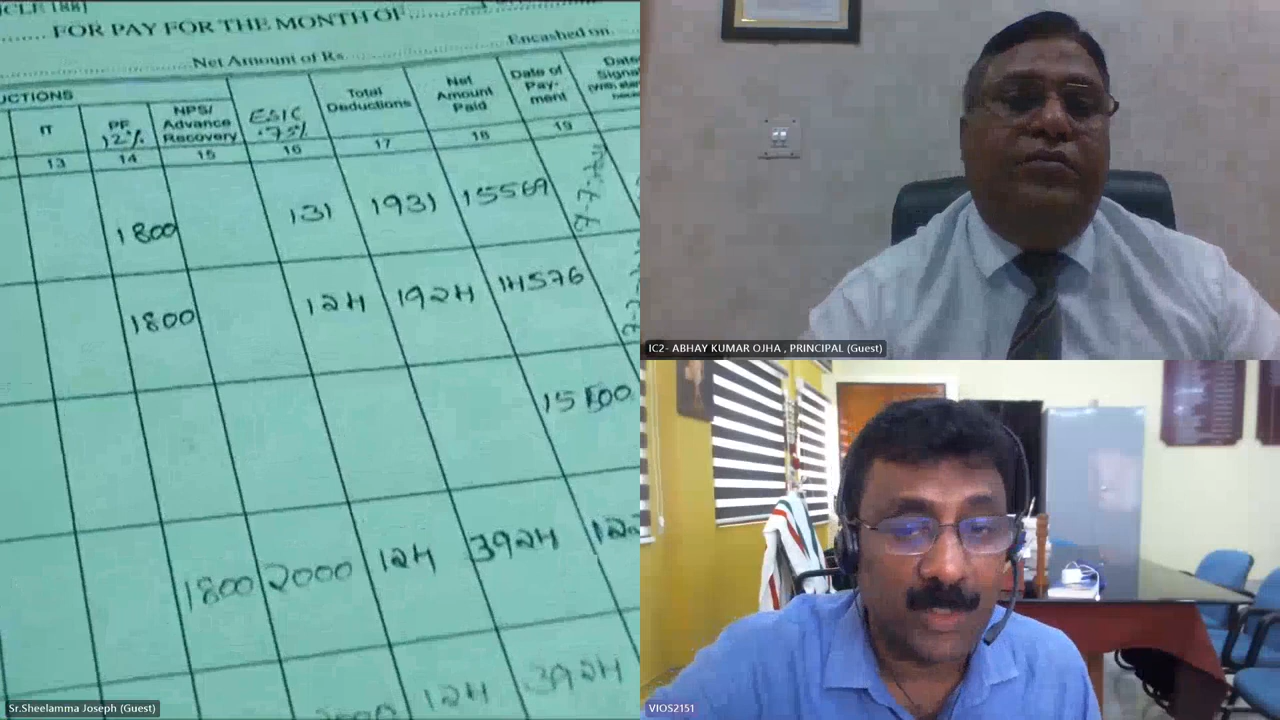 FOR PAY FOR THE MONTH OF
Net Amount of Rs. Encashed on
IT PF 12% NPS/ Advance Recovery ESIC .75% Total Deductions Net Amount Paid Date of Pay-ment
13 14 15 16 17 18 19
1800 131 1931 15569
1800 124 1924 14576
1800 2000 124 3924
124 3924
IC2- ABHAY KUMAR OJHA , PRINCIPAL (Guest)
Sr.Sheelamma Joseph (Guest)
VIOS2151